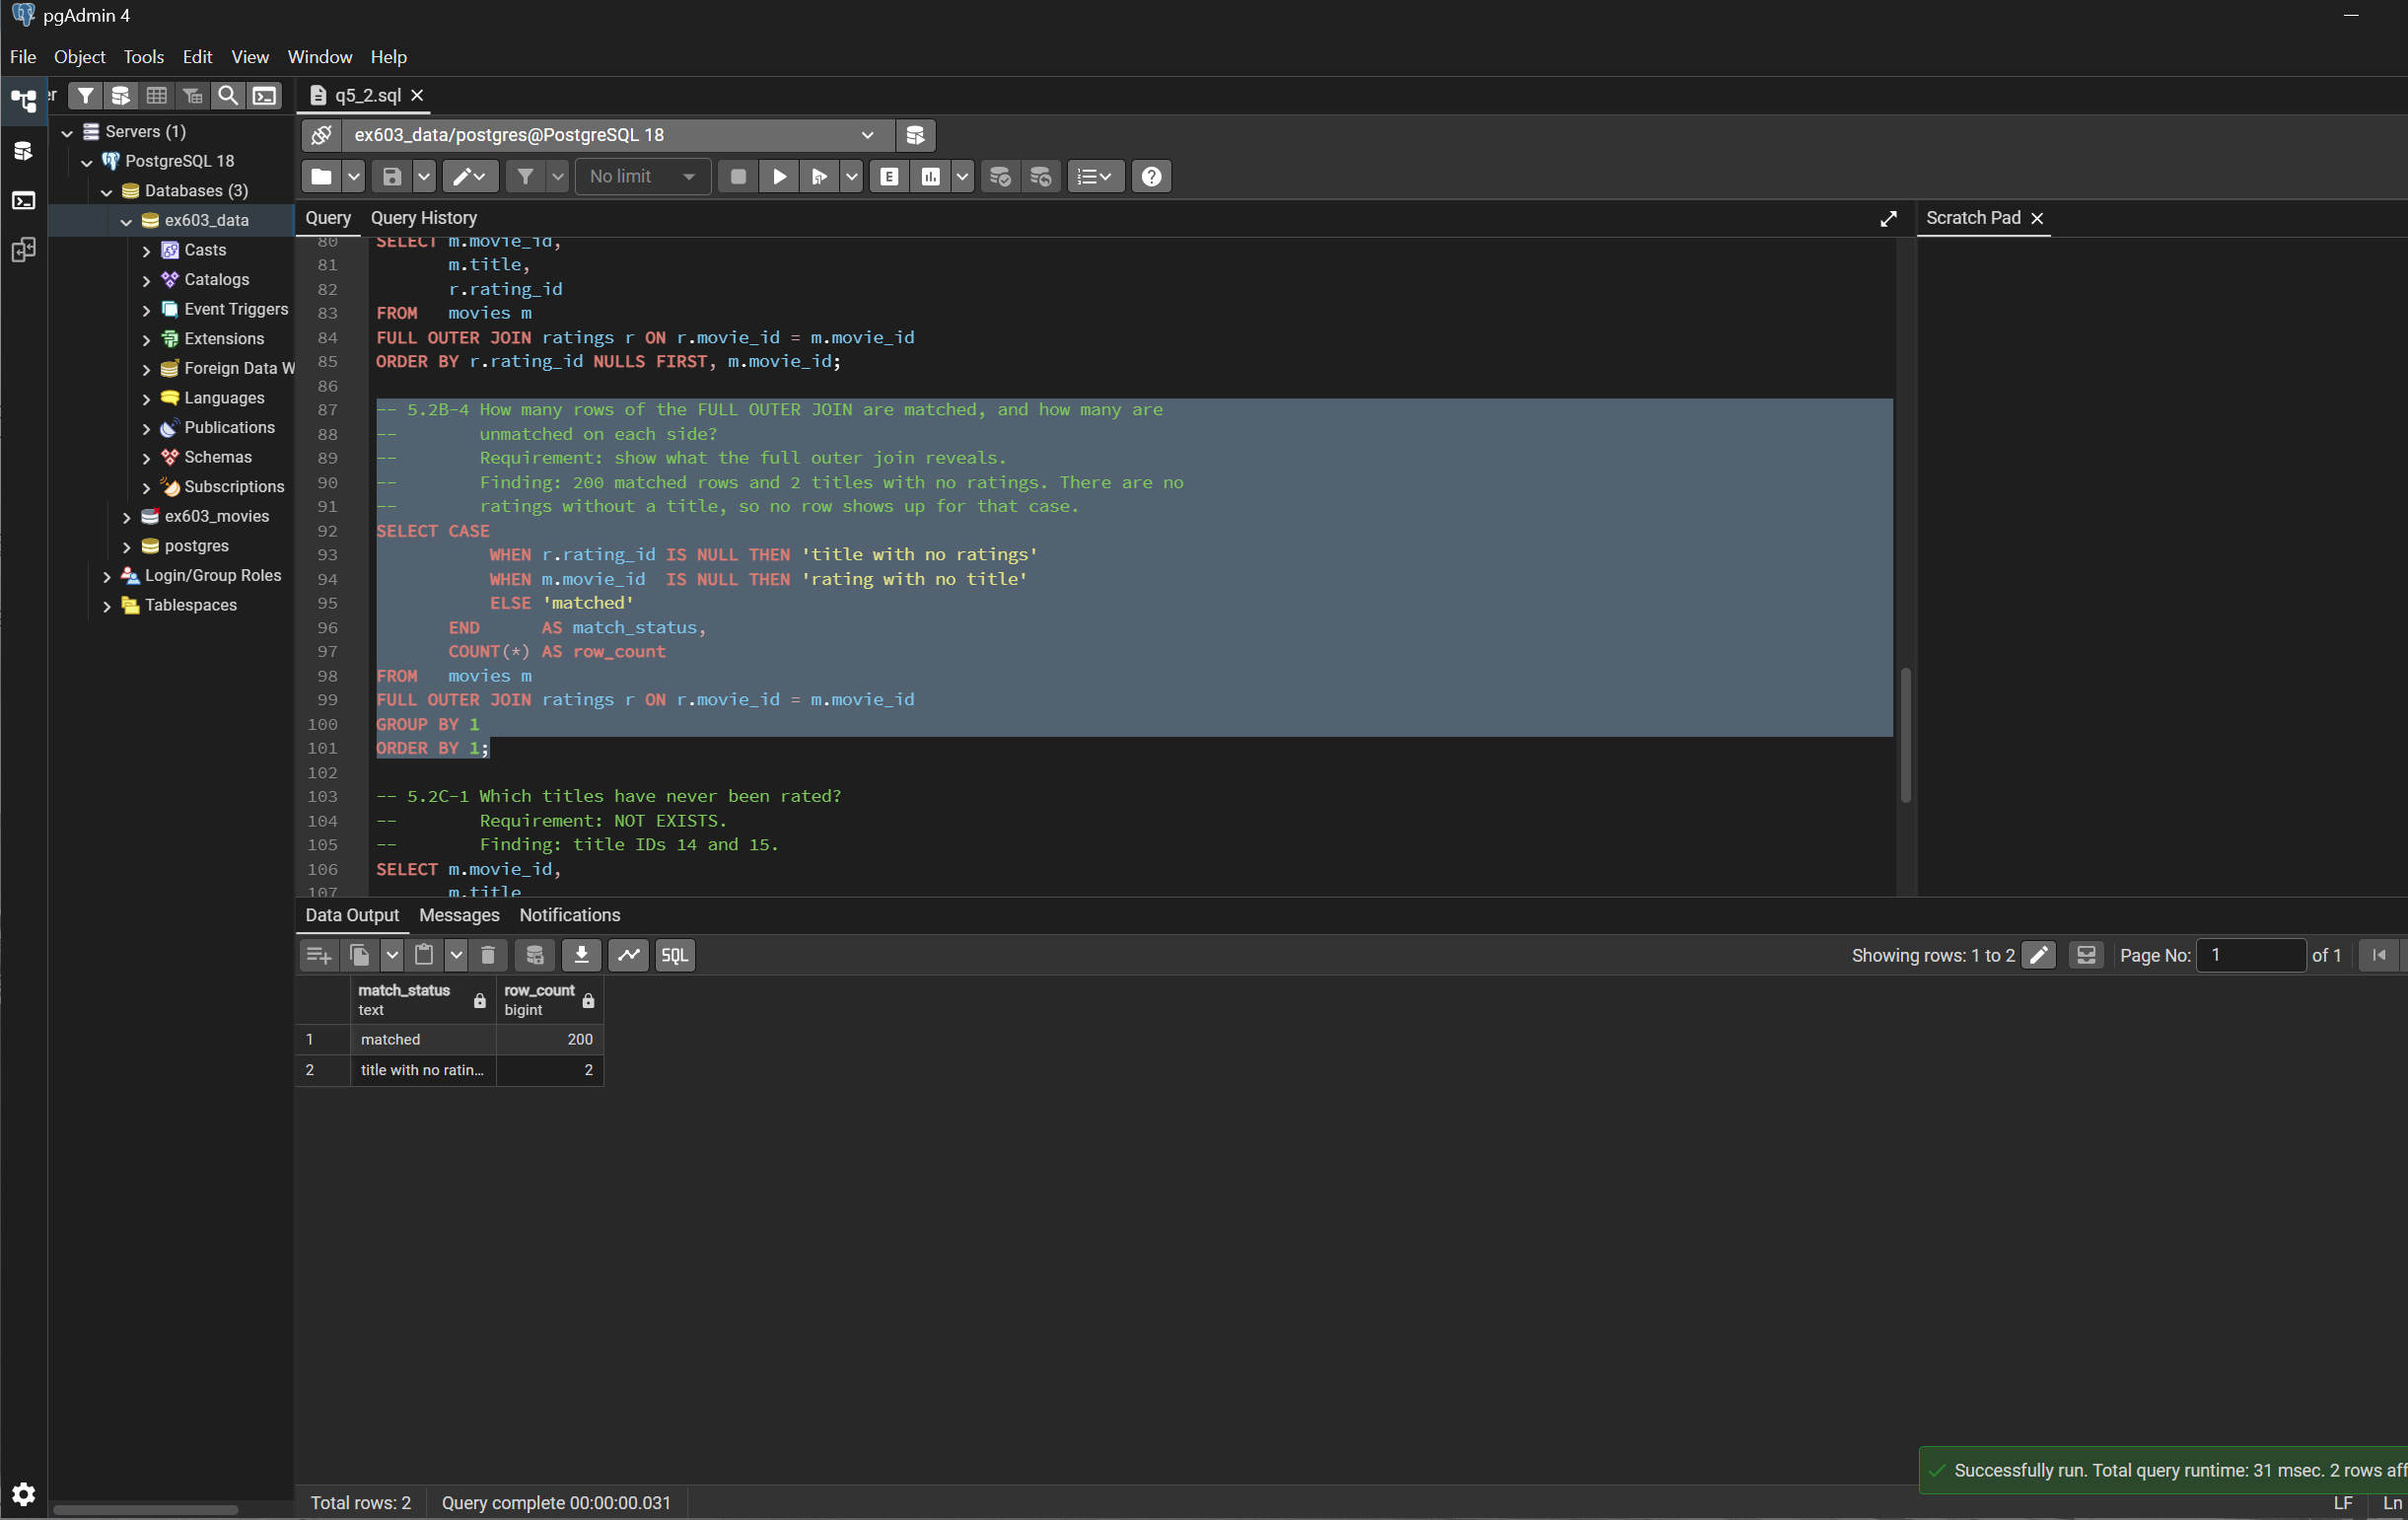 pgAdmin 4
File Object Tools Edit View Window Help
er
q5_2.sql
Servers (1)
PostgreSQL 18
Databases (3)
ex603_data
Casts
Catalogs
Event Triggers
Extensions
Foreign Data W
Languages
Publications
Schemas
Subscriptions
ex603_movies
postgres
Login/Group Roles
Tablespaces
ex603_data/postgres@PostgreSQL 18
No limit
E
Query Query History
Scratch Pad
80 SELECT m.movie_id,
81 m.title,
82 r.rating_id
83 FROM movies m
84 FULL OUTER JOIN ratings r ON r.movie_id = m.movie_id
85 ORDER BY r.rating_id NULLS FIRST, m.movie_id;
86
87 -- 5.2B-4 How many rows of the FULL OUTER JOIN are matched, and how many are
88 -- unmatched on each side?
89 -- Requirement: show what the full outer join reveals.
90 -- Finding: 200 matched rows and 2 titles with no ratings. There are no
91 -- ratings without a title, so no row shows up for that case.
92 SELECT CASE
93 WHEN r.rating_id IS NULL THEN 'title with no ratings'
94 WHEN m.movie_id IS NULL THEN 'rating with no title'
95 ELSE 'matched'
96 END AS match_status,
97 COUNT(*) AS row_count
98 FROM movies m
99 FULL OUTER JOIN ratings r ON r.movie_id = m.movie_id
100 GROUP BY 1
101 ORDER BY 1;
102
103 -- 5.2C-1 Which titles have never been rated?
104 -- Requirement: NOT EXISTS.
105 -- Finding: title IDs 14 and 15.
106 SELECT m.movie_id,
107 m.title
Data Output Messages Notifications
SQL
Showing rows: 1 to 2
Page No: 1 of 1
match_status text
row_count bigint
1 matched 200
2 title with no ratin... 2
Successfully run. Total query runtime: 31 msec. 2 rows aff
Total rows: 2
Query complete 00:00:00.031
LF
Ln